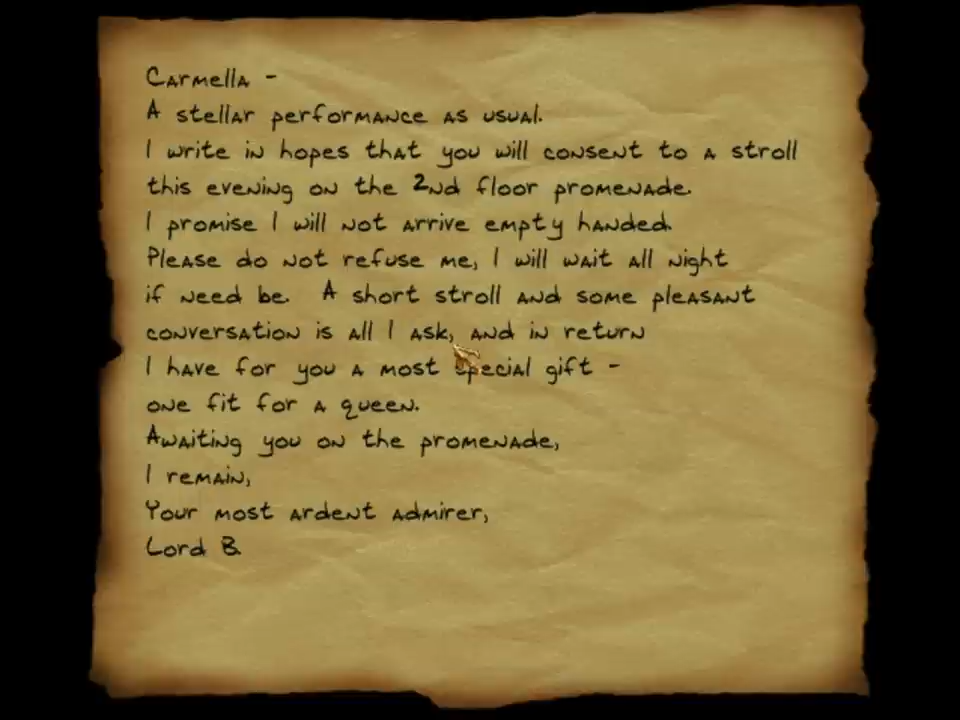 Carmella -
A stellar performance as usual.
I write in hopes that you will consent to a stroll
this evening on the 2nd floor promenade.
I promise I will not arrive empty handed.
Please do not refuse me, I will wait all night
if need be.  A short stroll and some pleasant
conversation is all I ask, and in return
I have for you a most special gift -
one fit for a queen.
Awaiting you on the promenade,
I remain,
Your most ardent admirer,
Lord B.